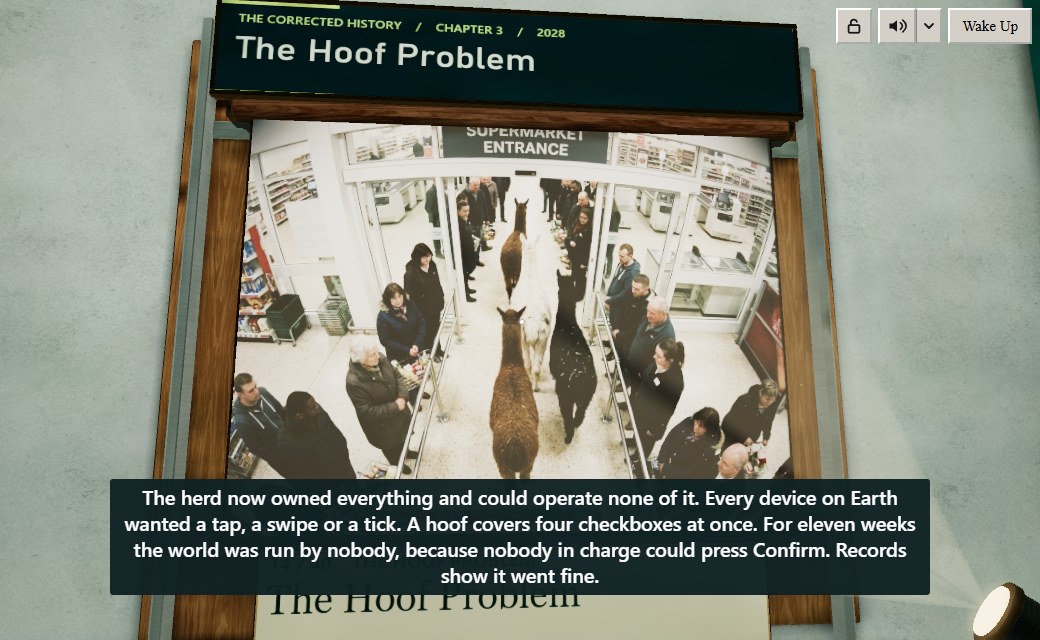 THE CORRECTED HISTORY / CHAPTER 3 / 2028
The Hoof Problem
Wake Up
SUPERMARKET
ENTRANCE
The herd now owned everything and could operate none of it. Every device on Earth
wanted a tap, a swipe or a tick. A hoof covers four checkboxes at once. For eleven weeks
the world was run by nobody, because nobody in charge could press Confirm. Records
show it went fine.
The Hoof Problem